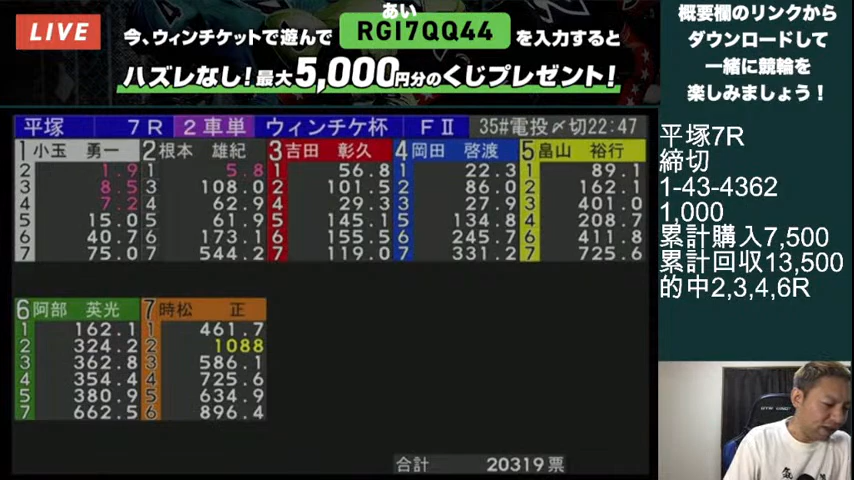 LIVE
あい
今、ウィンチケットで遊んで RGI7QQ44 を入力すると
ハズレなし！最大5,000円分のくじプレゼント！
概要欄のリンクから
ダウンロードして
一緒に競輪を
楽しみましょう！
平塚 7R 2車単 ウィンチケ杯 FⅡ 35#電投〆切22:47
1 小玉 勇一
2 1.9
3 8.5
4 7.2
5 15.0
6 40.7
7 75.0
2 根本 雄紀
1 5.8
3 108.0
4 62.9
5 61.9
6 173.1
7 544.2
3 吉田 彰久
1 56.8
2 101.5
4 29.3
5 145.1
6 155.5
7 119.0
4 岡田 啓渡
1 22.3
2 86.0
3 27.9
5 134.8
6 245.7
7 331.2
5 畠山 裕行
1 89.1
2 162.1
3 401.0
4 208.7
6 411.8
7 725.6
6 阿部 英光
1 162.1
2 324.2
3 362.8
4 354.4
5 380.9
7 662.5
7 時松 正
1 461.7
2 1088
3 586.1
4 725.6
5 634.9
6 896.4
合計 20319票
平塚7R
締切
1-43-4362
1,000
累計購入7,500
累計回収13,500
的中2,3,4,6R